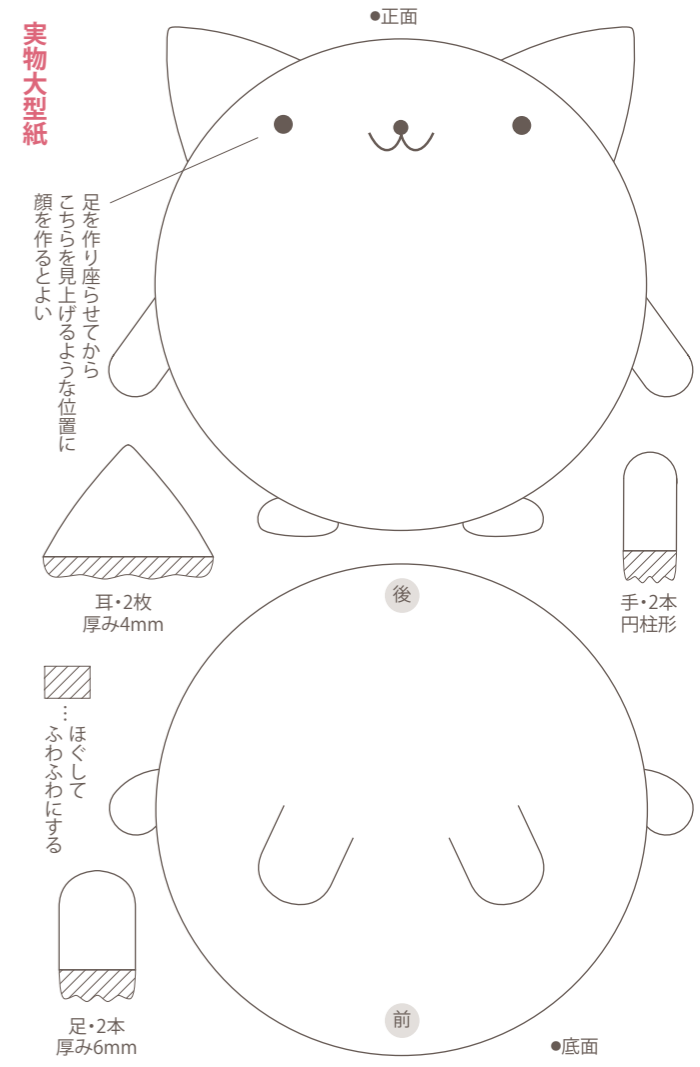 実物大型紙
●正面
足を作り座らせてから
こちらを見上げるような位置に
顔を作るとよい
耳・2枚
厚み4mm
手・2本
円柱形
後
…ほぐして
ふわふわにする
足・2本
厚み6mm
前
●底面